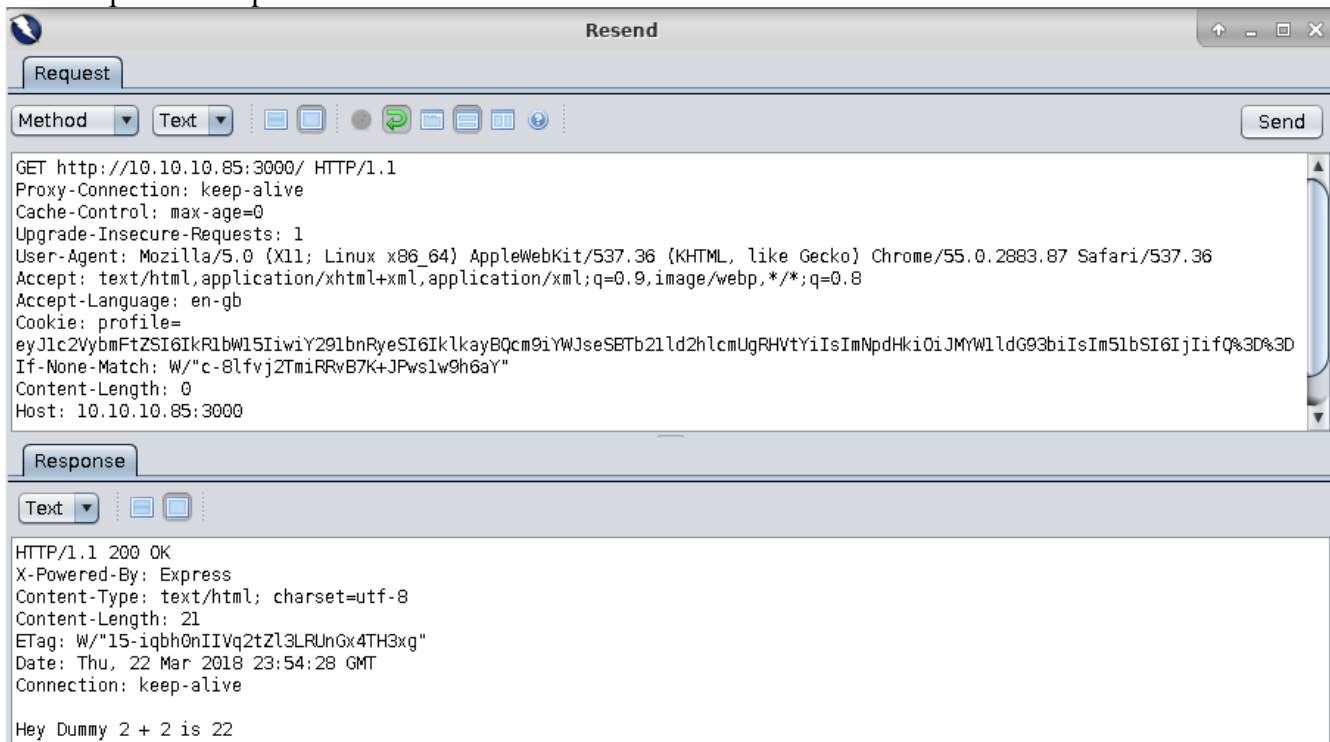 Resend
Request
Method Text Send
GET http://10.10.10.85:3000/ HTTP/1.1
Proxy-Connection: keep-alive
Cache-Control: max-age=0
Upgrade-Insecure-Requests: 1
User-Agent: Mozilla/5.0 (X11; Linux x86_64) AppleWebKit/537.36 (KHTML, like Gecko) Chrome/55.0.2883.87 Safari/537.36
Accept: text/html,application/xhtml+xml,application/xml;q=0.9,image/webp,*/*;q=0.8
Accept-Language: en-gb
Cookie: profile=
eyJ1c2VybmFtZSI6IkR1bW15IiwiY291bnRyeSI6IklkayBQcm9iYWJseSBTb21ld2hlcmUgRHVtYiIsImNpdHkiOiJMYW1ldG93biIsIm51bSI6IjIifQ%3D%3D
If-None-Match: W/"c-8lfvj2TmiRRvB7K+JPws1w9h6aY"
Content-Length: 0
Host: 10.10.10.85:3000
Response
Text
HTTP/1.1 200 OK
X-Powered-By: Express
Content-Type: text/html; charset=utf-8
Content-Length: 21
ETag: W/"15-iqbh0nIIVq2tZl3LRUnGx4TH3xg"
Date: Thu, 22 Mar 2018 23:54:28 GMT
Connection: keep-alive
Hey Dummy 2 + 2 is 22